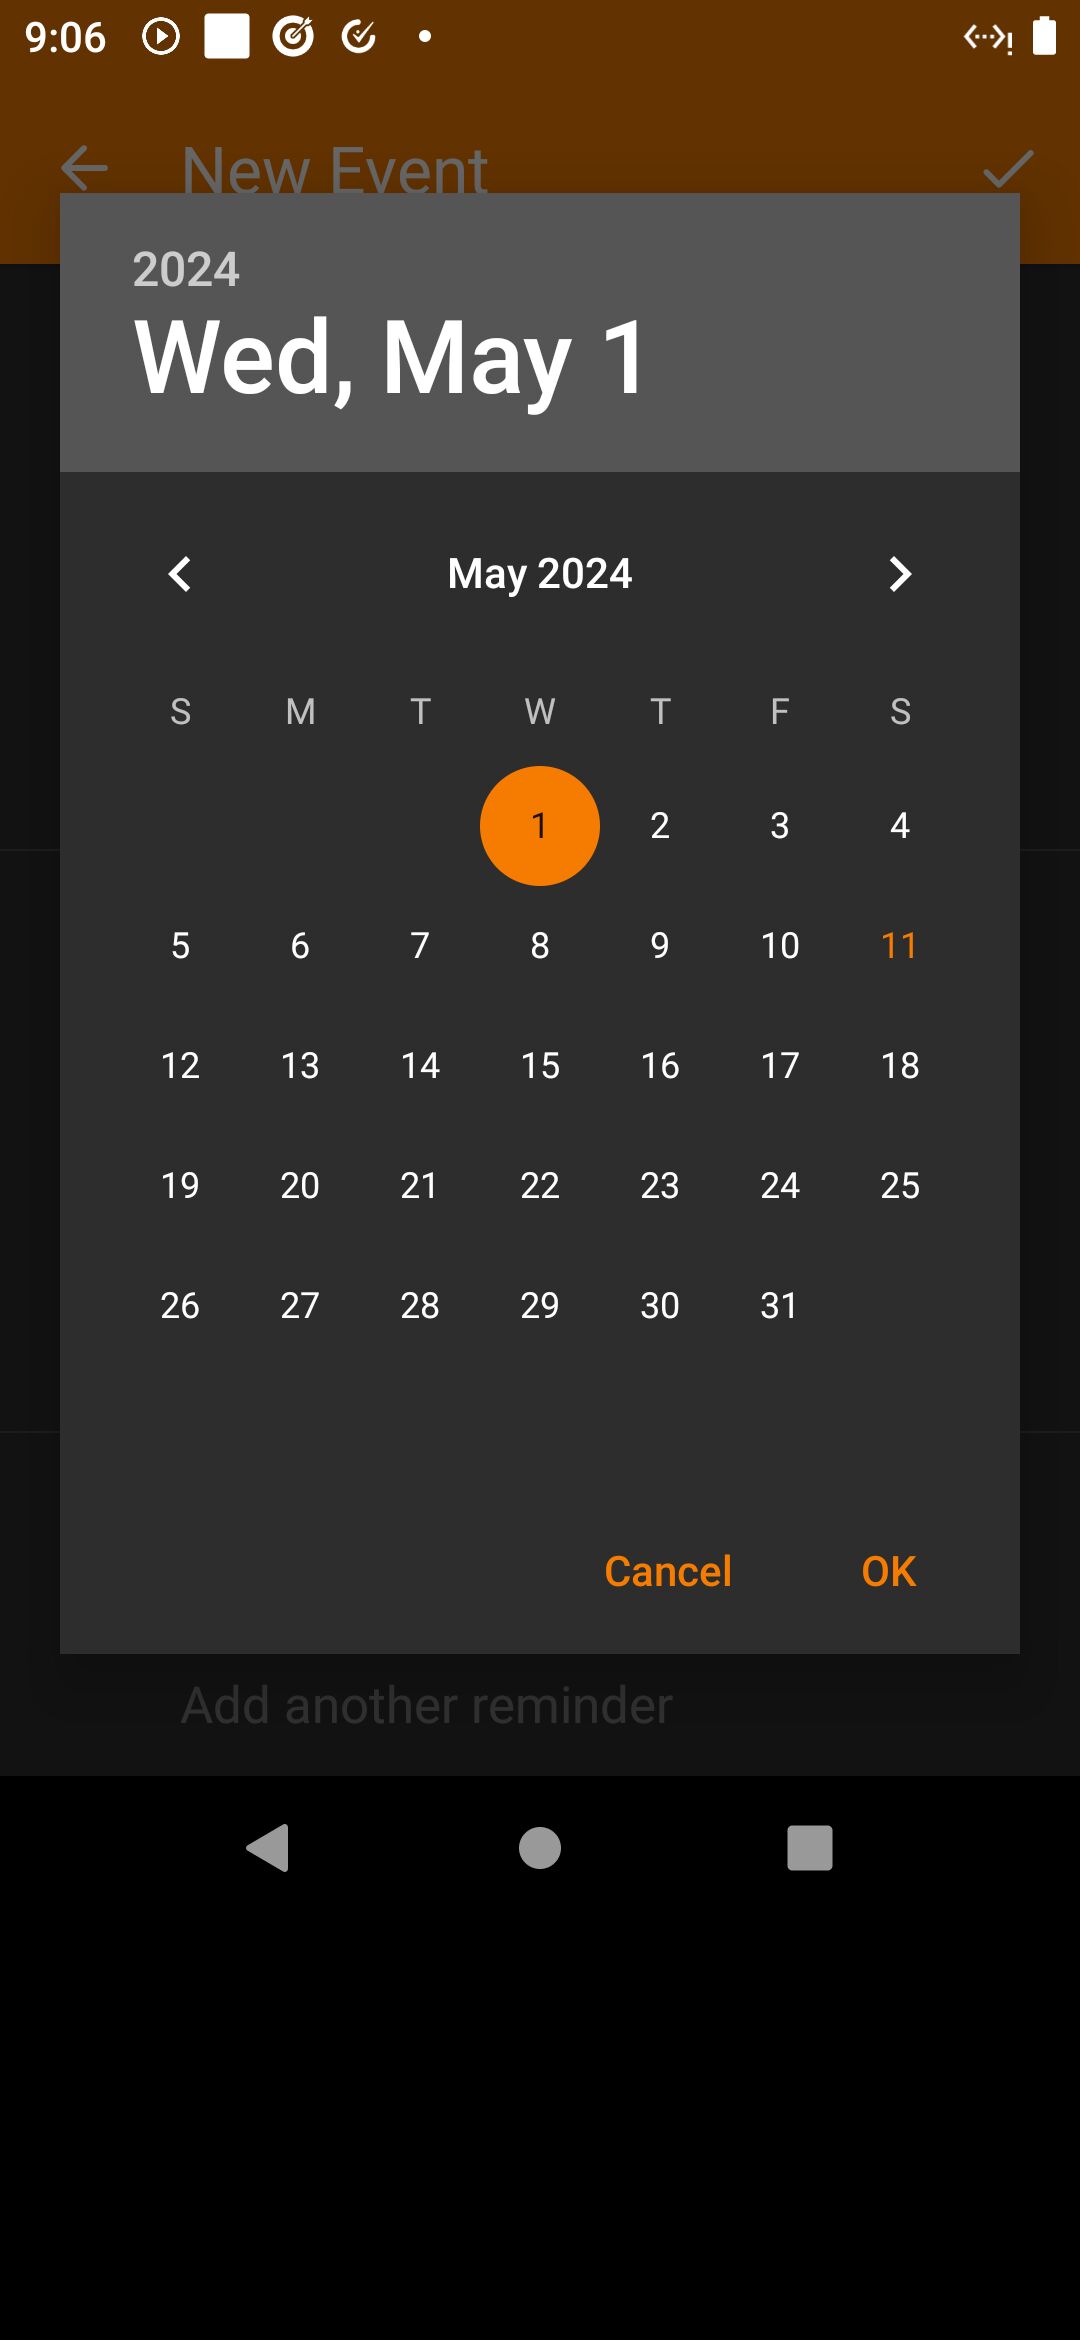 9:06
New Event
2024
Wed, May 1
May 2024
S M T W T F S
1 2 3 4
5 6 7 8 9 10 11
12 13 14 15 16 17 18
19 20 21 22 23 24 25
26 27 28 29 30 31
Cancel OK
Add another reminder